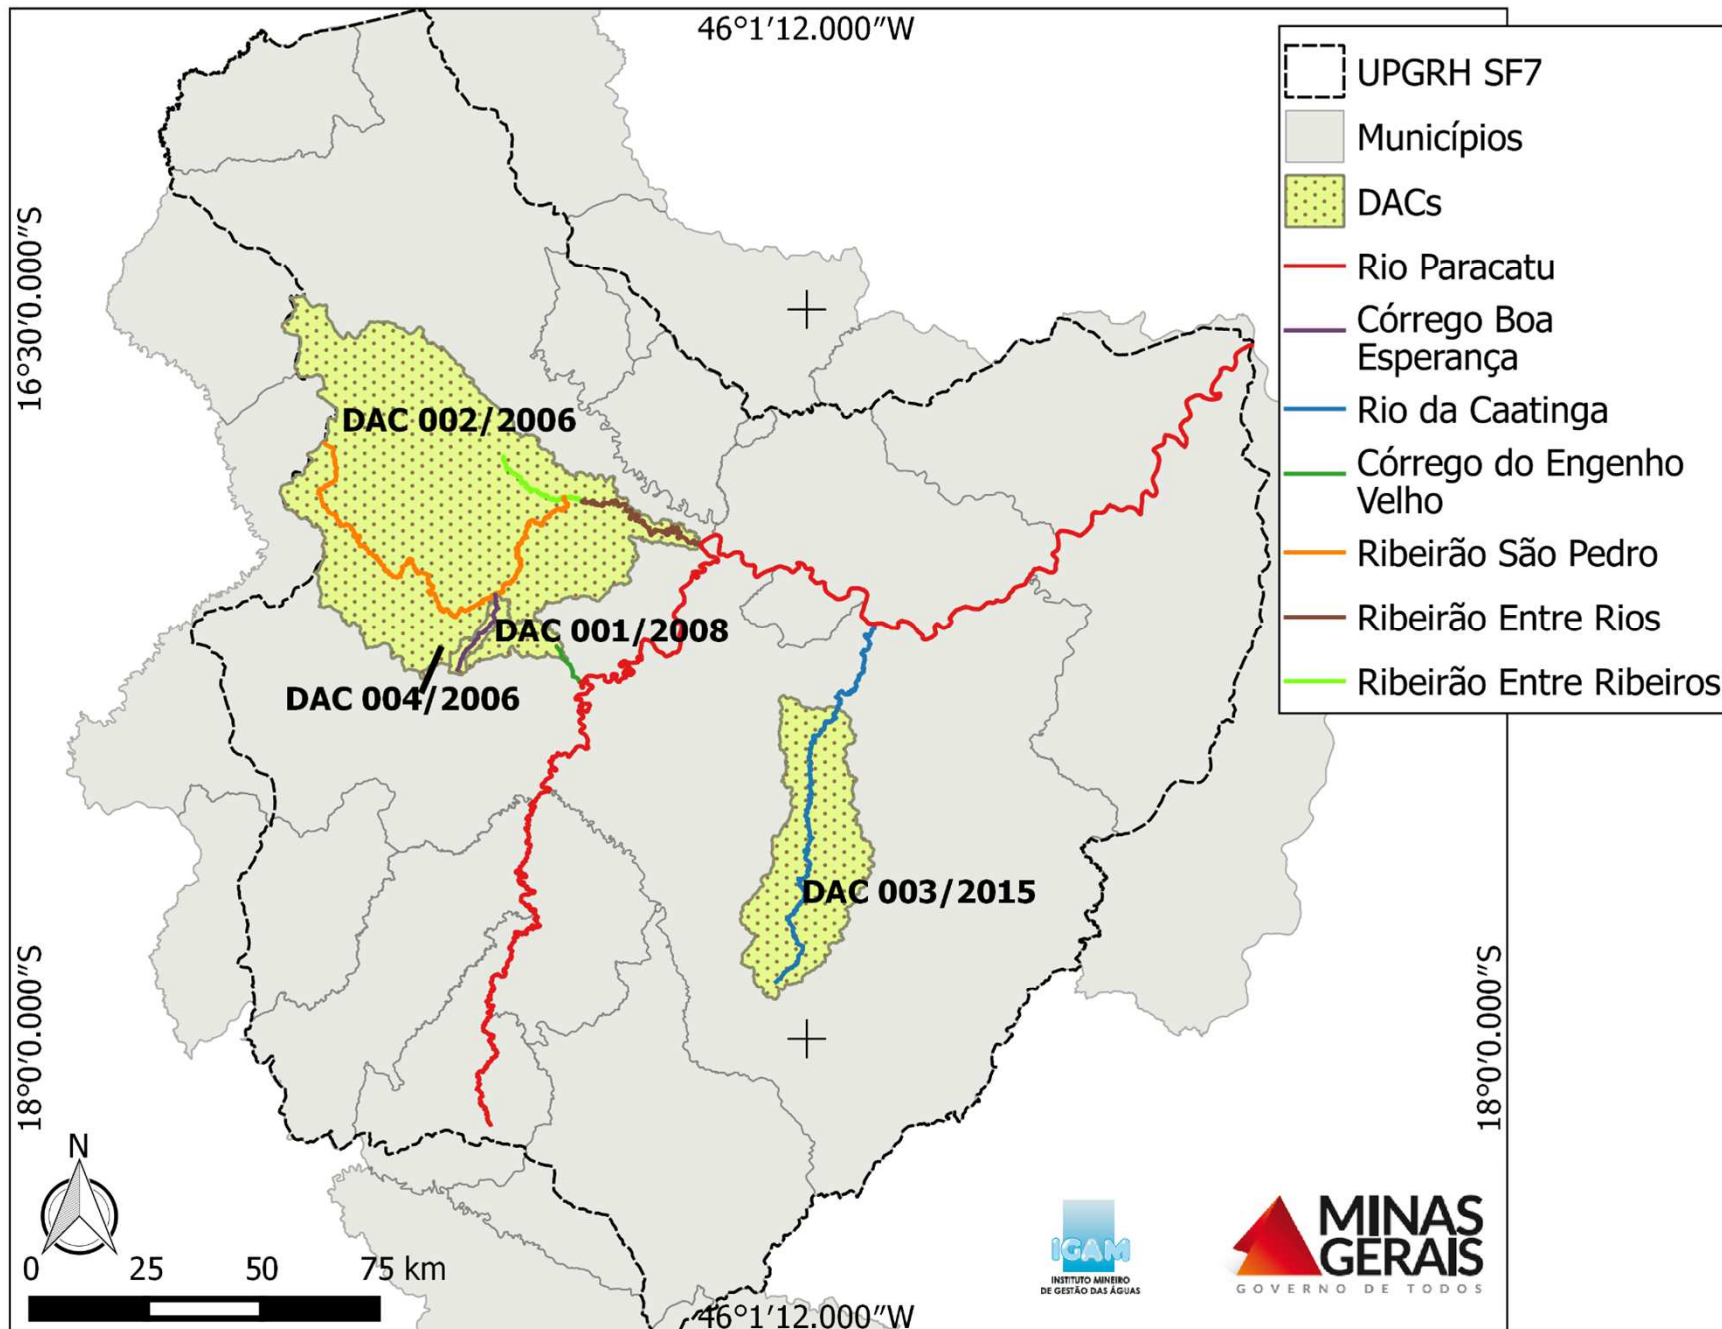 46°1'12.000"W
UPGRH SF7
Municípios
DACs
Rio Paracatu
Córrego Boa
Esperança
Rio da Caatinga
Córrego do Engenho
Velho
Ribeirão São Pedro
Ribeirão Entre Rios
Ribeirão Entre Ribeiros
16°30'0.000"S
DAC 002/2006
DAC 001/2008
DAC 004/2006
DAC 003/2015
18°0'0.000"S
18°0'0.000"S
N
0 25 50 75 km
IGAM
INSTITUTO MINEIRO
DE GESTÃO DAS ÁGUAS
MINAS
GERAIS
GOVERNO DE TODOS
46°1'12.000"W